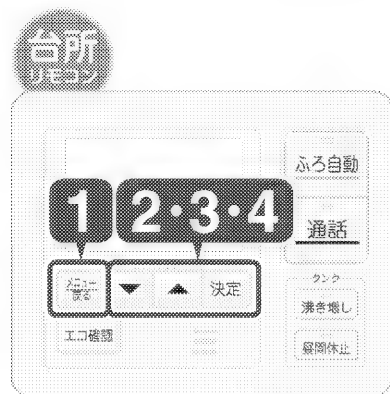 台所
リモコン
ふろ自動
1
2・3・4
通話
メニュー
戻る
▼
▲
決定
タンク
沸き増し
エコ確認
昼間休止